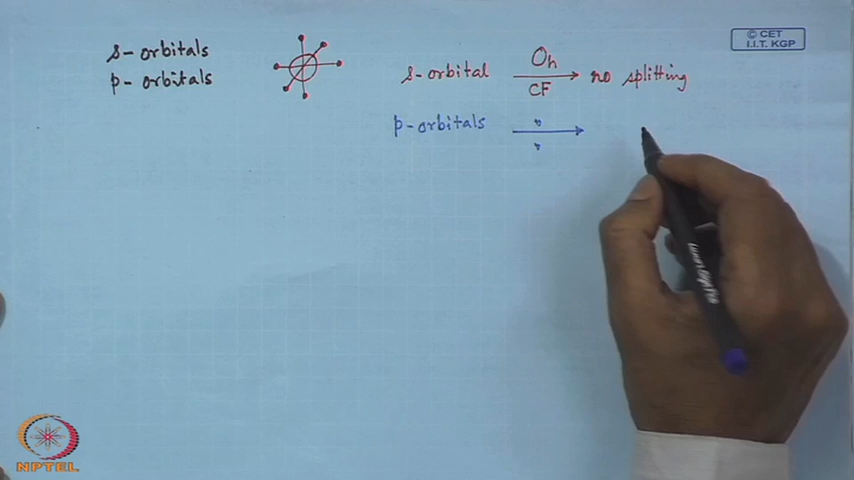 s-orbitals
p-orbitals
s-orbital Oh CF no splitting
p-orbitals " "
© CET
I.I.T. KGP
NPTEL